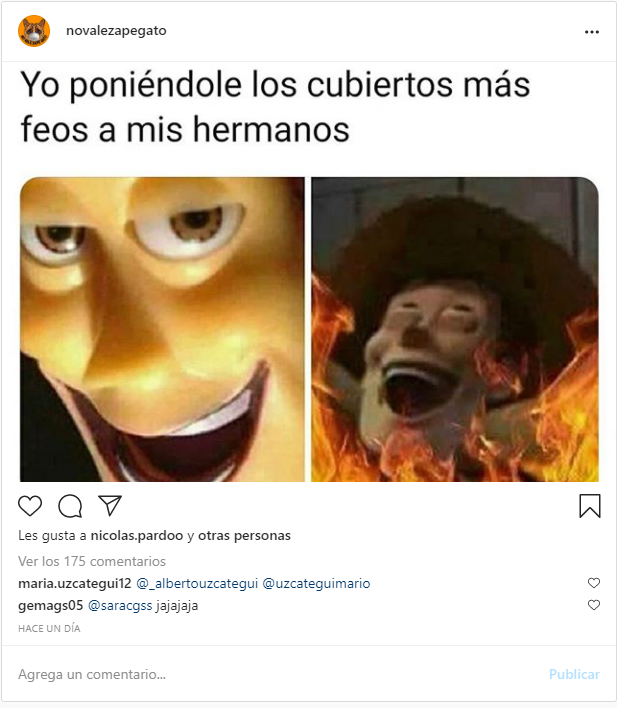 novalezapegato
Yo poniéndole los cubiertos más
feos a mis hermanos
Les gusta a nicolas.pardoo y otras personas
Ver los 175 comentarios
maria.uzcategui12 @_albertouzcategui @uzcateguimario
gemags05 @saracgss jajajaja
HACE UN DÍA
Agrega un comentario...
Publicar